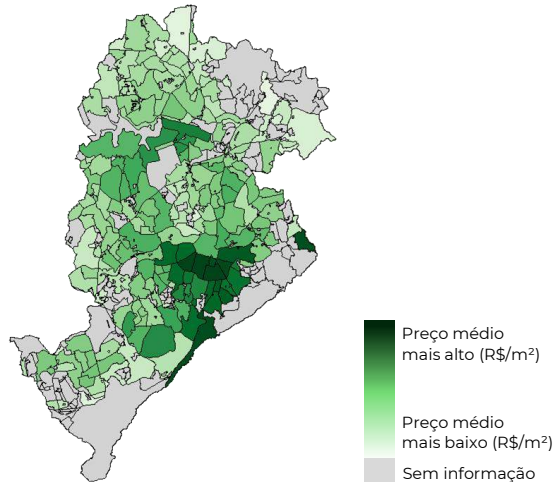 Preço médio
mais alto (R$/m²)
Preço médio
mais baixo (R$/m²)
Sem informação